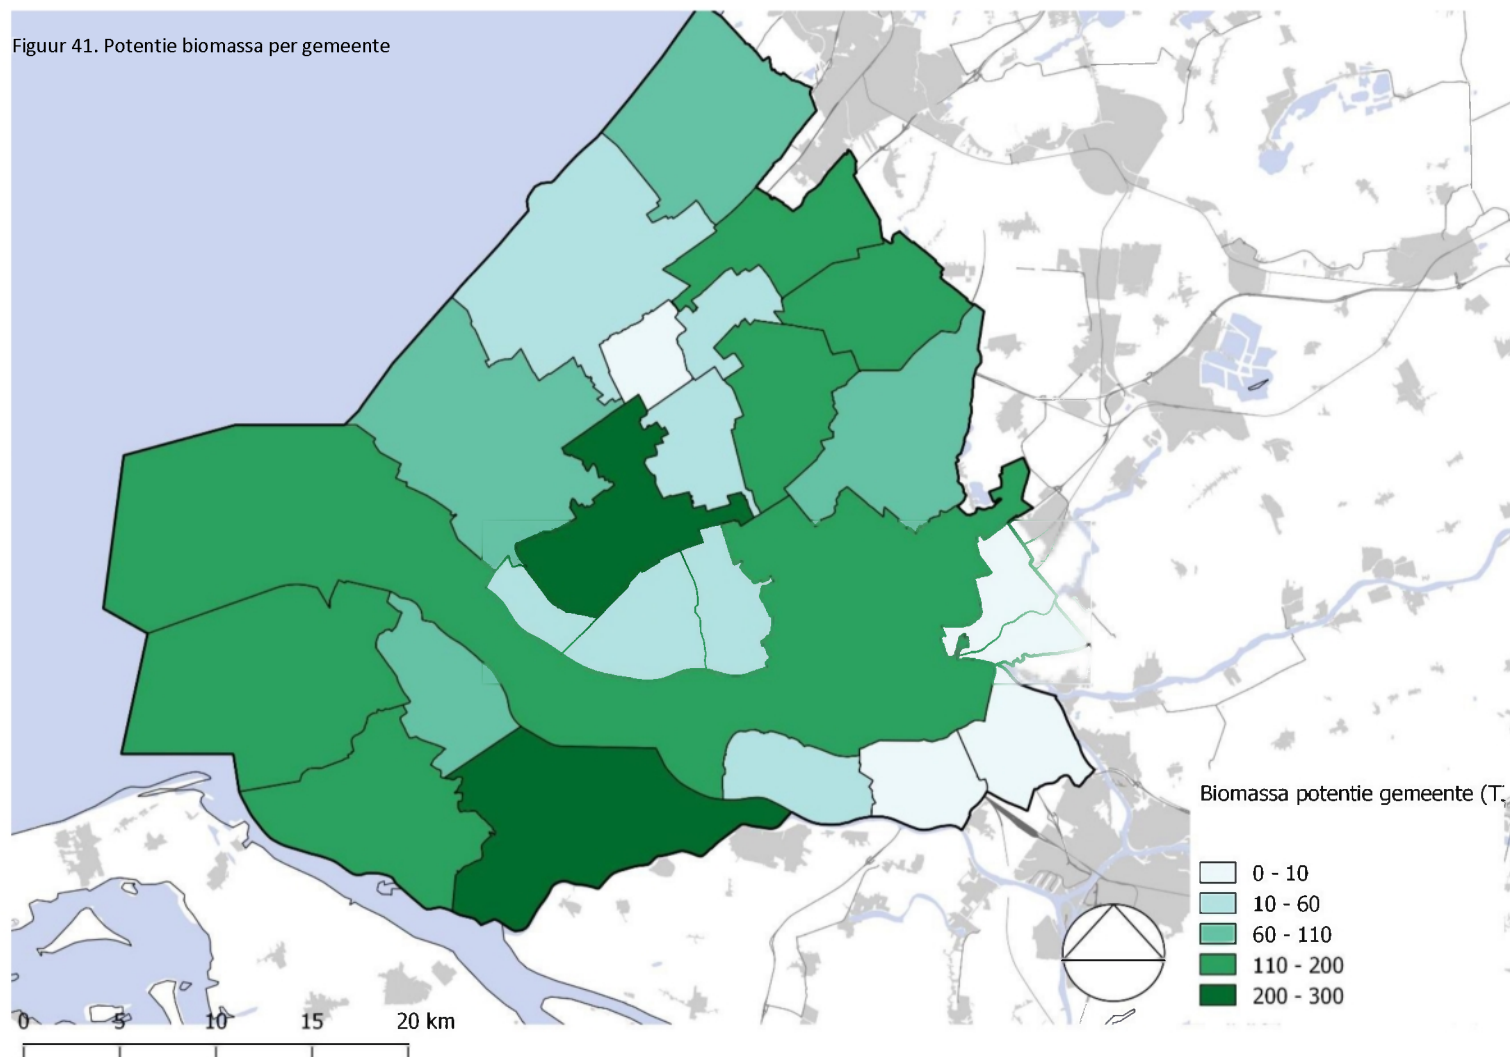 Figuur 41. Potentie biomassa per gemeente
Biomassa potentie gemeente (T.
0 - 10
10 - 60
60 - 110
110 - 200
200 - 300
0 5 10 15 20 km